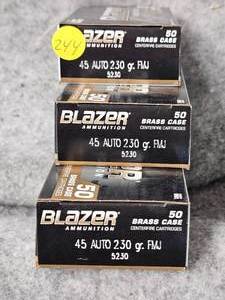 244
BLAZER 50
AMMUNITION BRASS CASE
CENTERFIRE CARTRIDGES
45 AUTO 230 gr. FMJ
5230
BLAZER 50
AMMUNITION BRASS CASE
CENTERFIRE CARTRIDGES
45 AUTO 230 gr. FMJ
5230
50
BLAZER 50
AMMUNITION BRASS CASE
CENTERFIRE CARTRIDGES
45 AUTO 230 gr. FMJ
5230